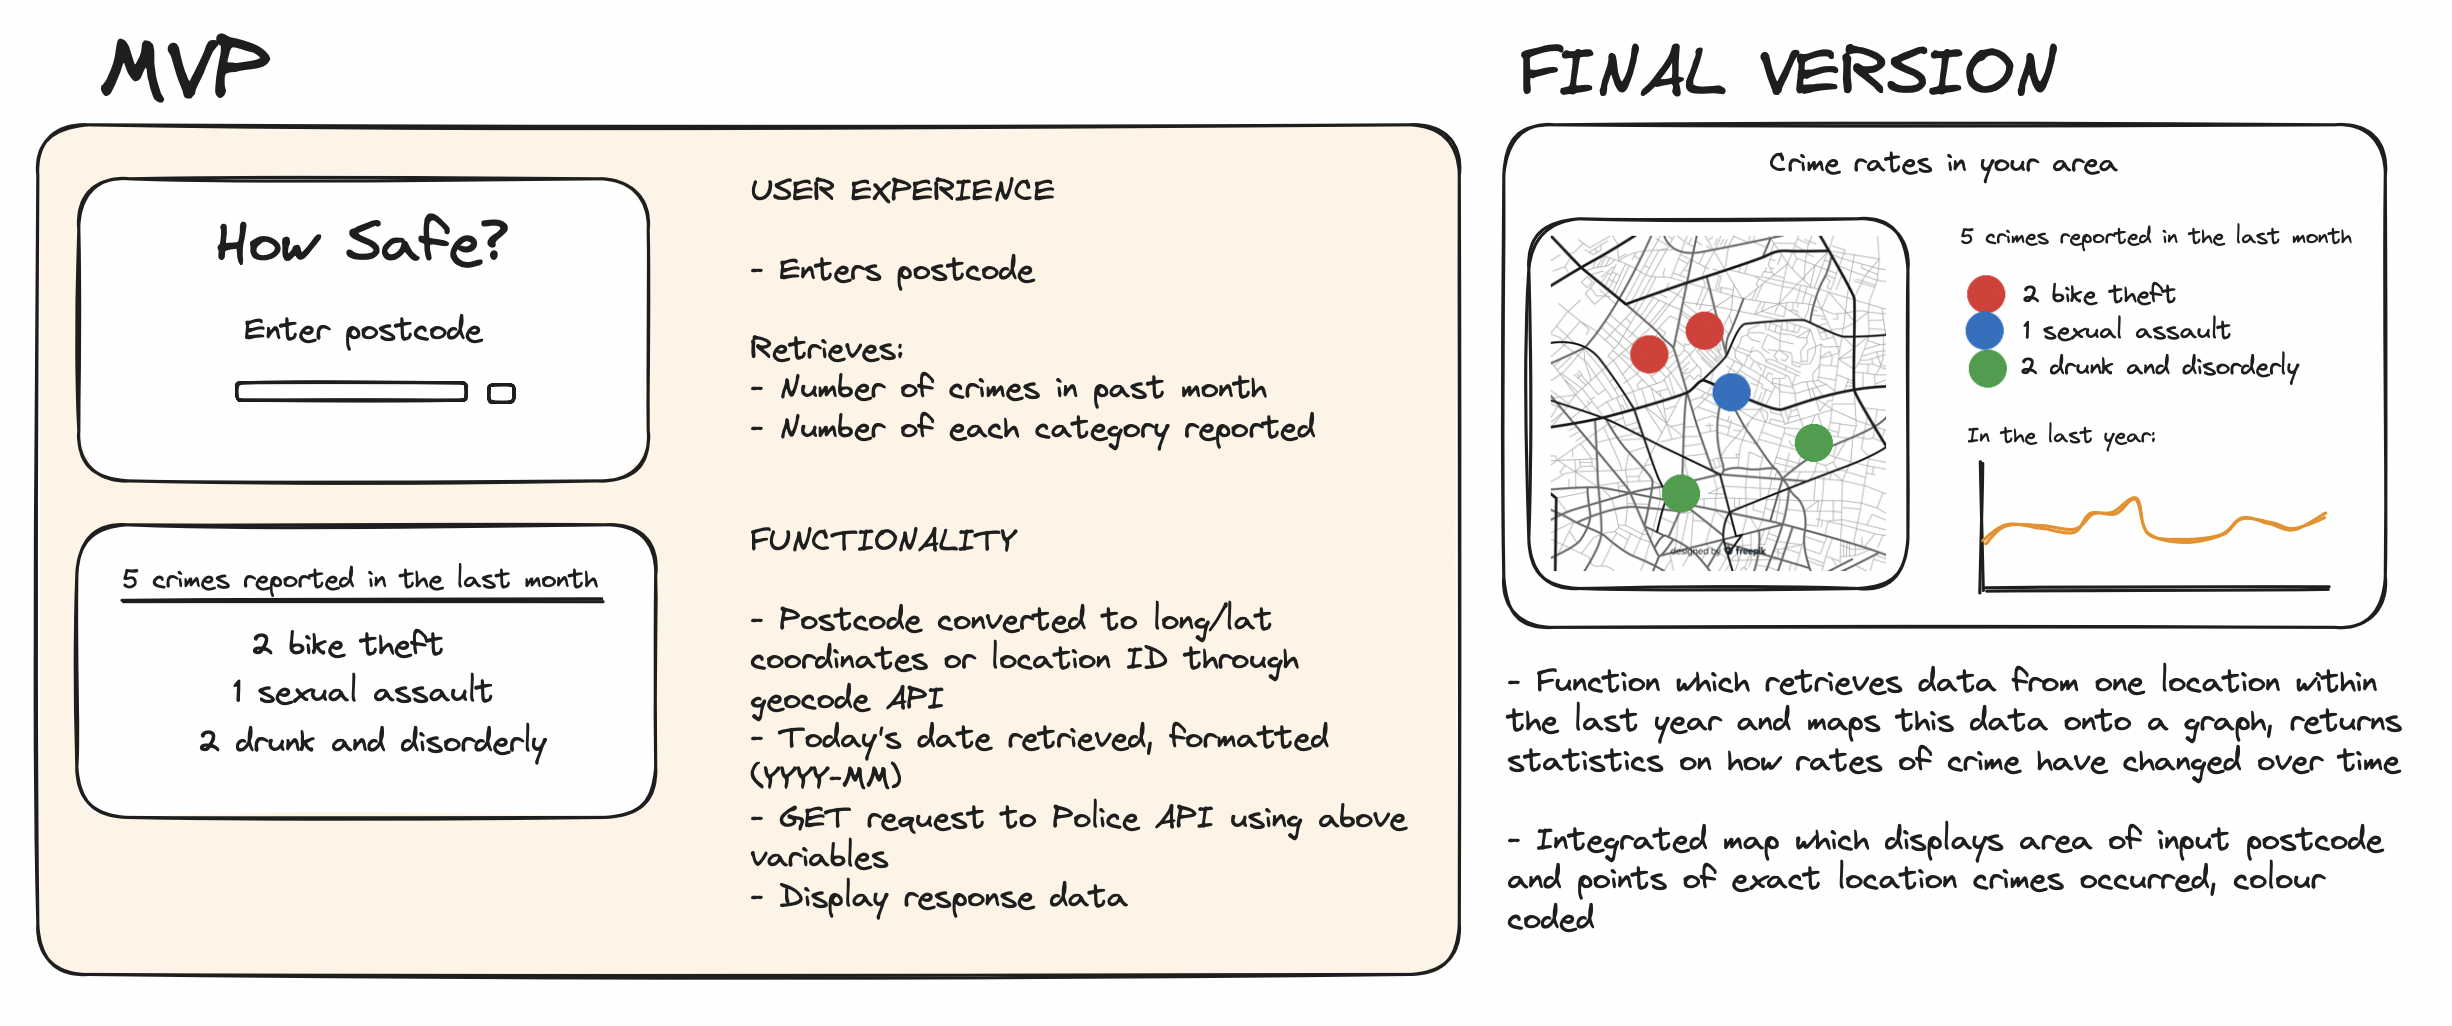 MVP
How Safe?
Enter postcode
5 crimes reported in the last month
2 bike theft
1 sexual assault
2 drunk and disorderly
USER EXPERIENCE
- Enters postcode
Retrieves:
- Number of crimes in past month
- Number of each category reported
FUNCTIONALITY
- Postcode converted to long/lat
coordinates or location ID through
geocode API
- Today's date retrieved, formatted
(YYYY-MM)
- GET request to Police API using above
variables
- Display response data
FINAL VERSION
Crime rates in your area
designed by freepik
5 crimes reported in the last month
2 bike theft
1 sexual assault
2 drunk and disorderly
In the last year:
- Function which retrieves data from one location within
the last year and maps this data onto a graph, returns
statistics on how rates of crime have changed over time
- Integrated map which displays area of input postcode
and points of exact location crimes occurred, colour
coded